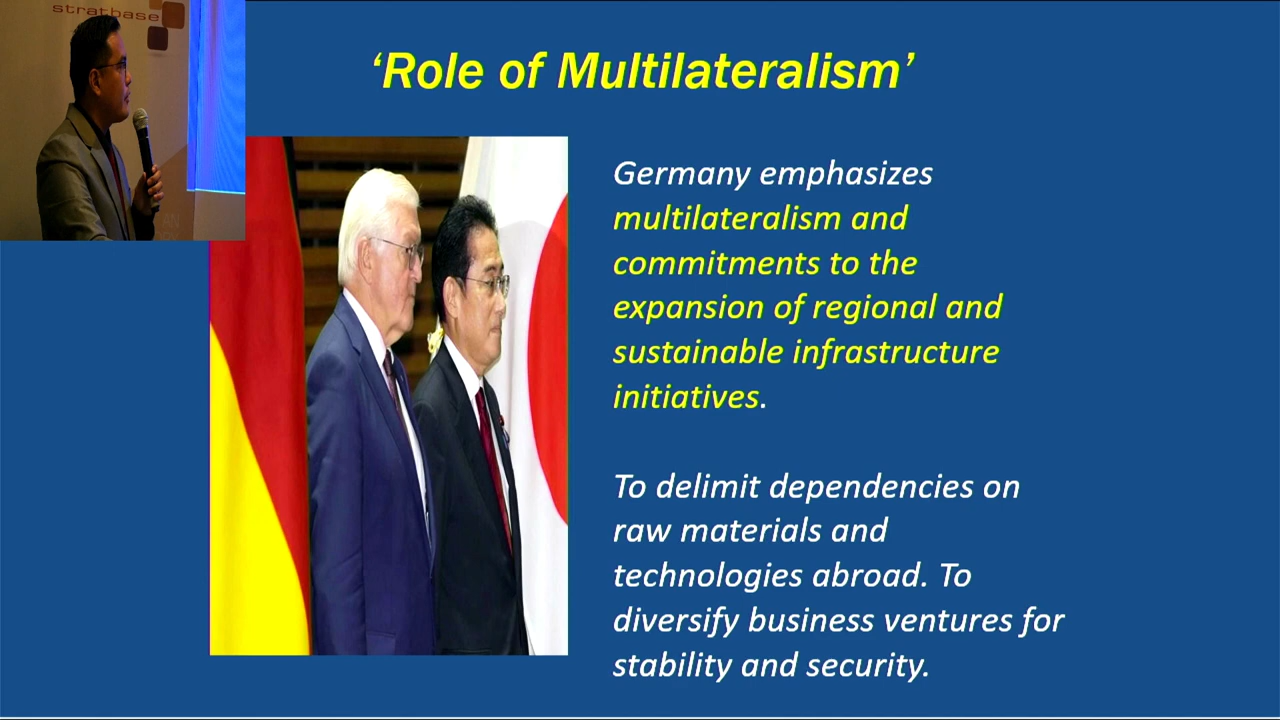 stratbase
‘Role of Multilateralism’
Germany emphasizes
multilateralism and
commitments to the
expansion of regional and
sustainable infrastructure
initiatives.
To delimit dependencies on
raw materials and
technologies abroad. To
diversify business ventures for
stability and security.